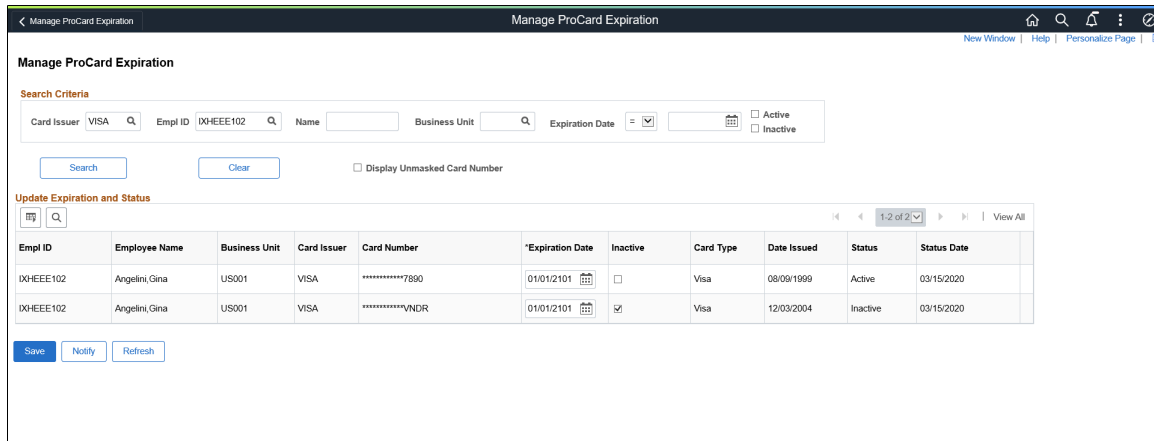 Manage ProCard Expiration Manage ProCard Expiration
New Window | Help | Personalize Page |
Manage ProCard Expiration
Search Criteria
Card Issuer VISA Empl ID IXHEEE102 Name Business Unit Expiration Date = Active
Inactive
Search Clear Display Unmasked Card Number
Update Expiration and Status
1-2 of 2 | View All
Empl ID Employee Name Business Unit Card Issuer Card Number *Expiration Date Inactive Card Type Date Issued Status Status Date
IXHEEE102 Angelini,Gina US001 VISA ************7890 01/01/2101 Visa 08/09/1999 Active 03/15/2020
IXHEEE102 Angelini,Gina US001 VISA ************VNDR 01/01/2101 Visa 12/03/2004 Inactive 03/15/2020
Save Notify Refresh